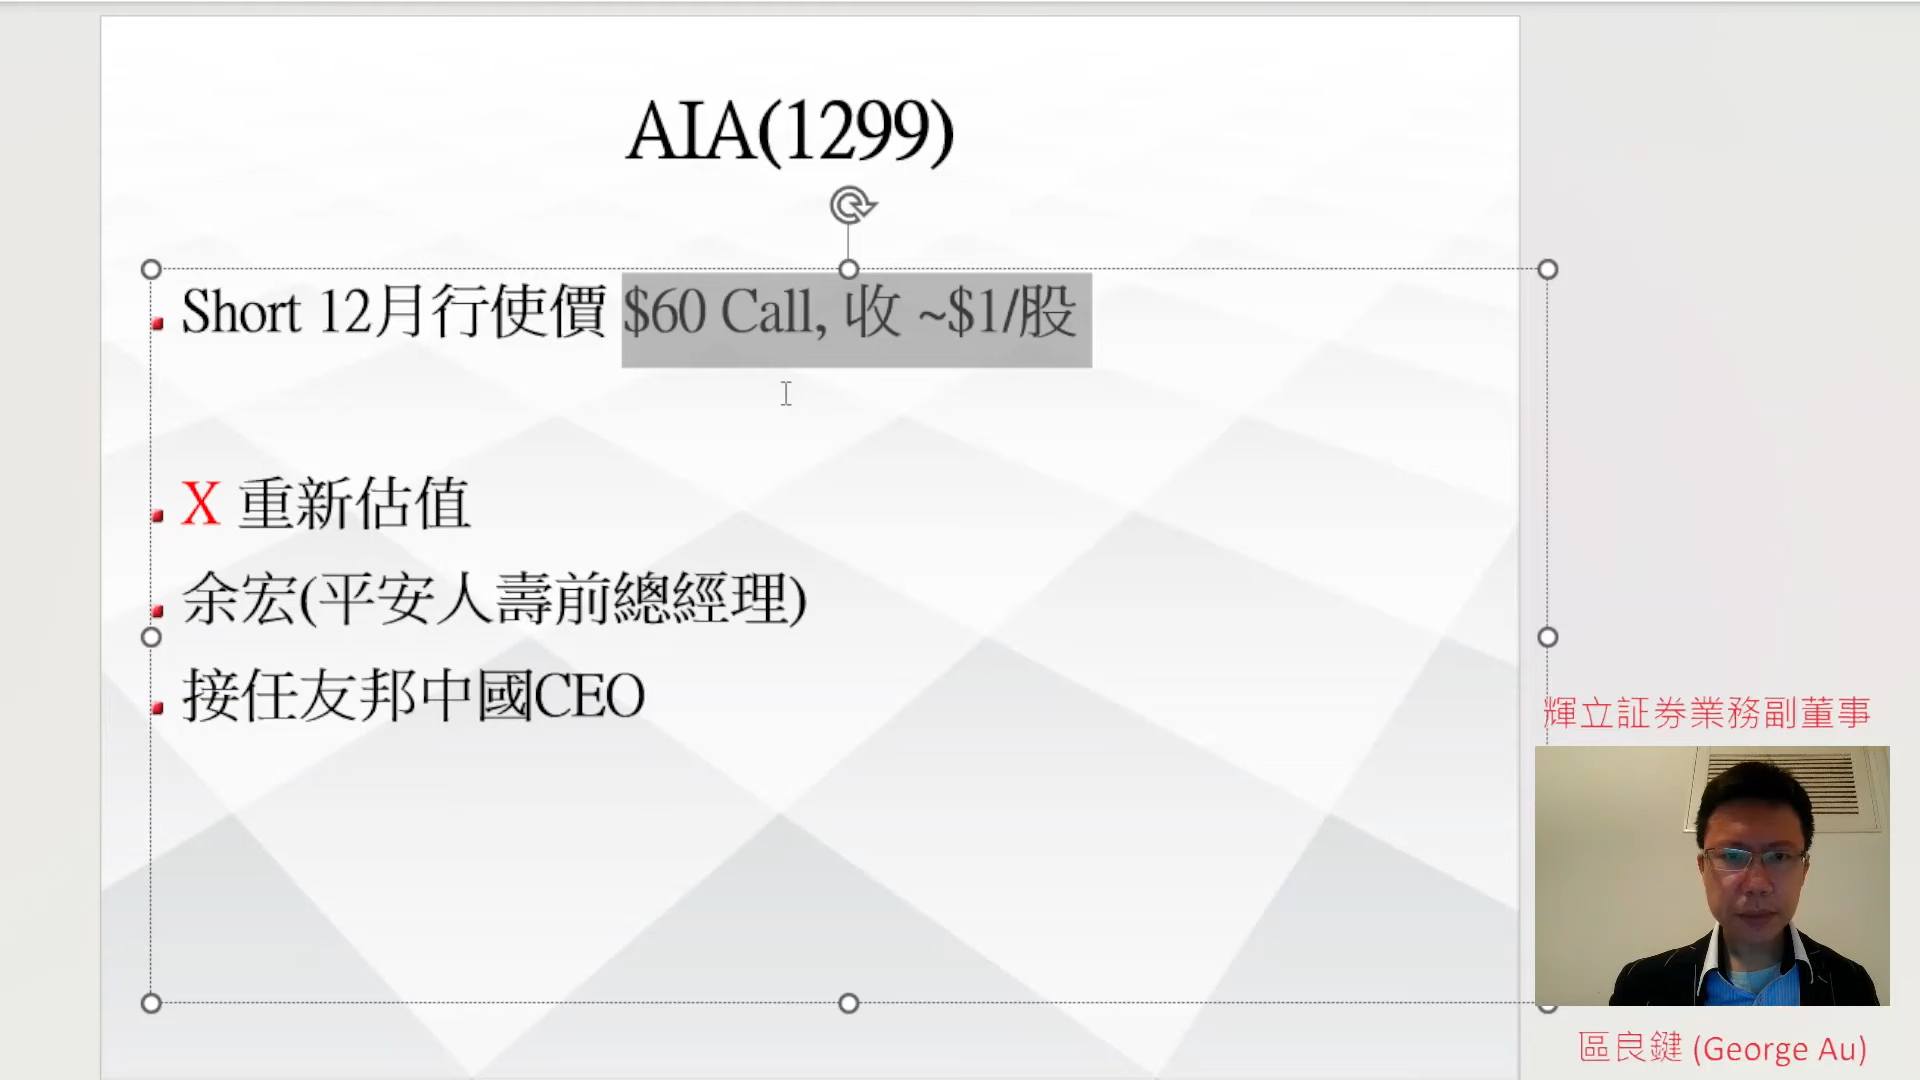 AIA(1299)
Short 12月行使價 $60 Call, 收 ~$1/股
X 重新估值
余宏(平安人壽前總經理)
接任友邦中國CEO
輝立証券業務副董事
區良鍵 (George Au)